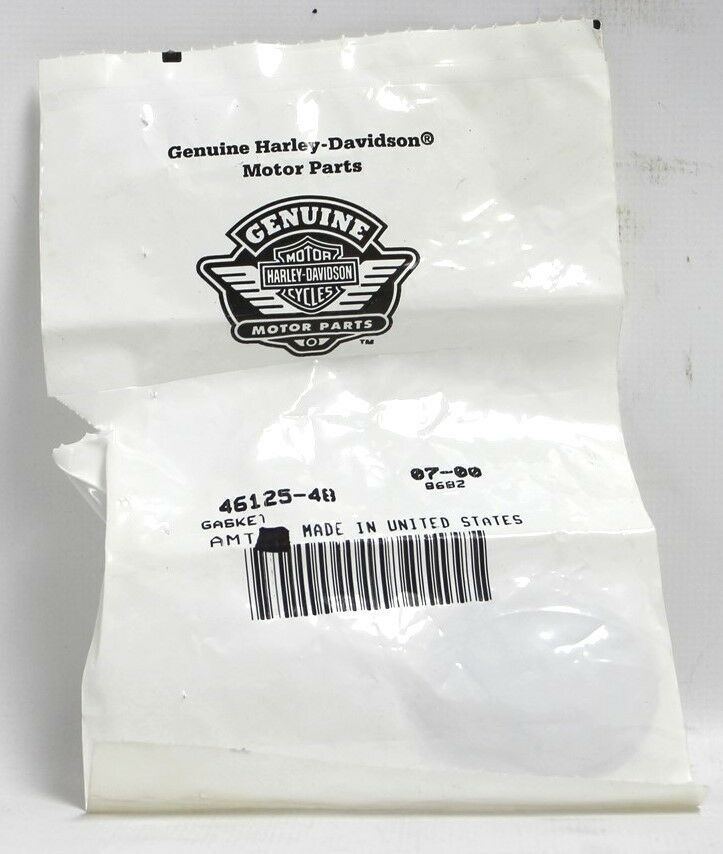 Genuine Harley-Davidson®
Motor Parts
GENUINE
MOTOR
HARLEY-DAVIDSON
CYCLES
MOTOR PARTS
TM
46125-48
07-00
8682
GASKET
AMT MADE IN UNITED STATES